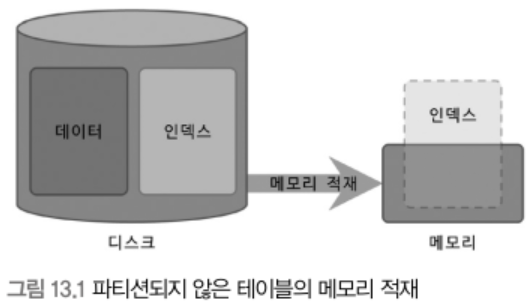 데이터
인덱스
인덱스
메모리 적재
디스크
메모리
그림 13.1 파티션되지 않은 테이블의 메모리 적재